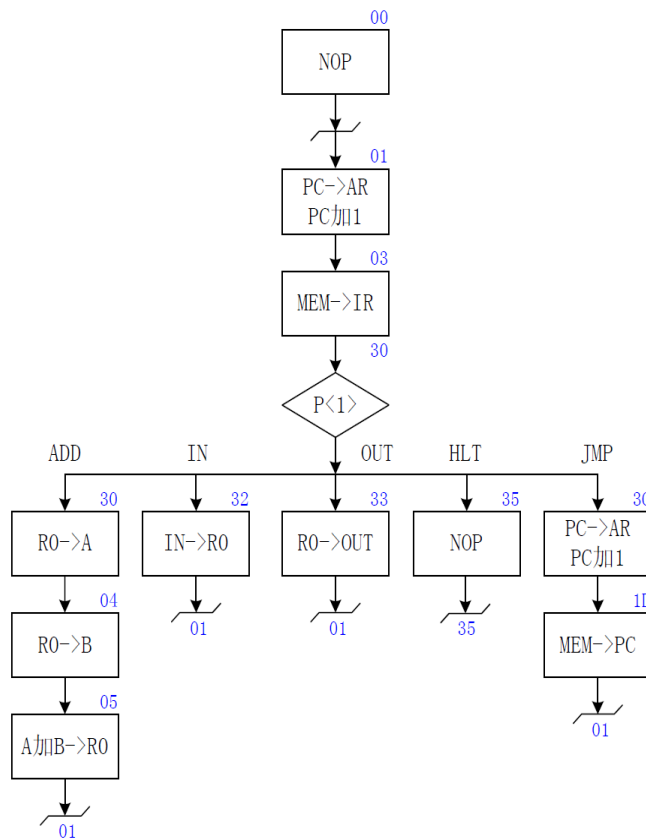 00
NOP
01
PC->AR
PC加1
03
MEM->IR
30
P<1>
ADD
IN
OUT
HLT
JMP
30
32
33
35
3C
R0->A
IN->R0
R0->OUT
NOP
PC->AR
PC加1
04
01
01
35
1D
R0->B
MEM->PC
05
A加B->R0
01
01